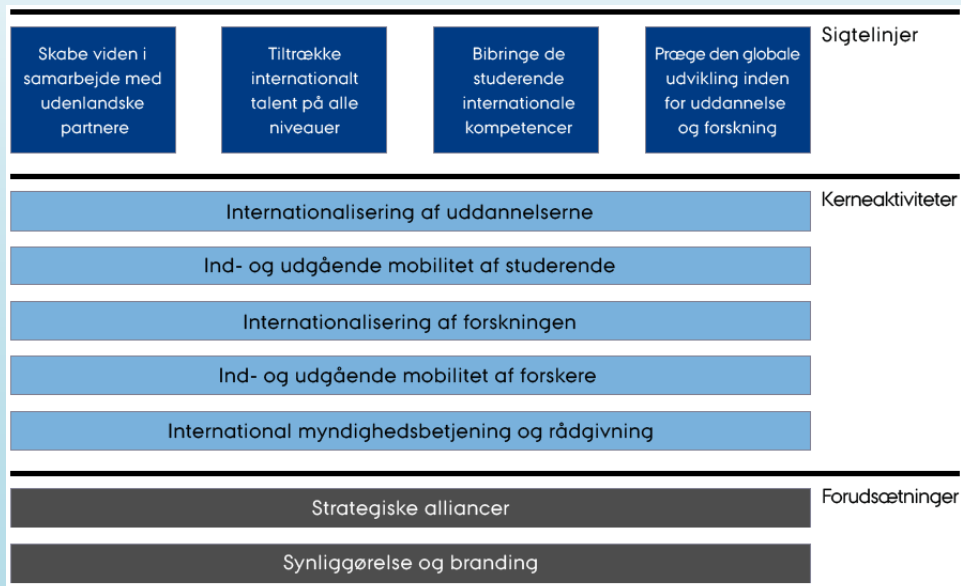 Skabe viden i
samarbejde med
udenlandske
partnere
Tiltrække
internationalt
talent på alle
niveauer
Bibringe de
studerende
internationale
kompetencer
Præge den globale
udvikling inden
for uddannelse
og forskning
Sigtelinjer
Kerneaktiviteter
Internationalisering af uddannelserne
Ind- og udgående mobilitet af studerende
Internationalisering af forskningen
Ind- og udgående mobilitet af forskere
International myndighedsbetjening og rådgivning
Forudsætninger
Strategiske alliancer
Synliggørelse og branding